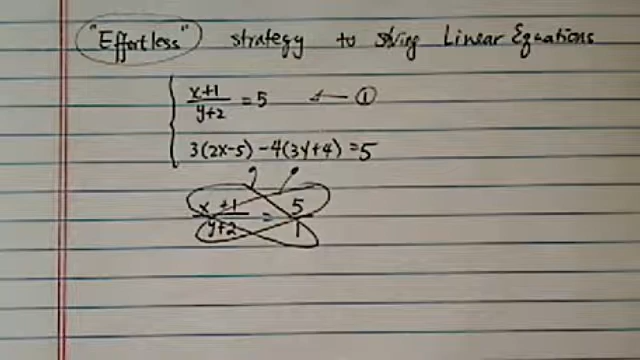 "Effortless" strategy to solving Linear Equations
x+1/y+2 = 5 ← ①
3(2x-5) -4(3y+4) = 5
x+1/y+2 = 5/1